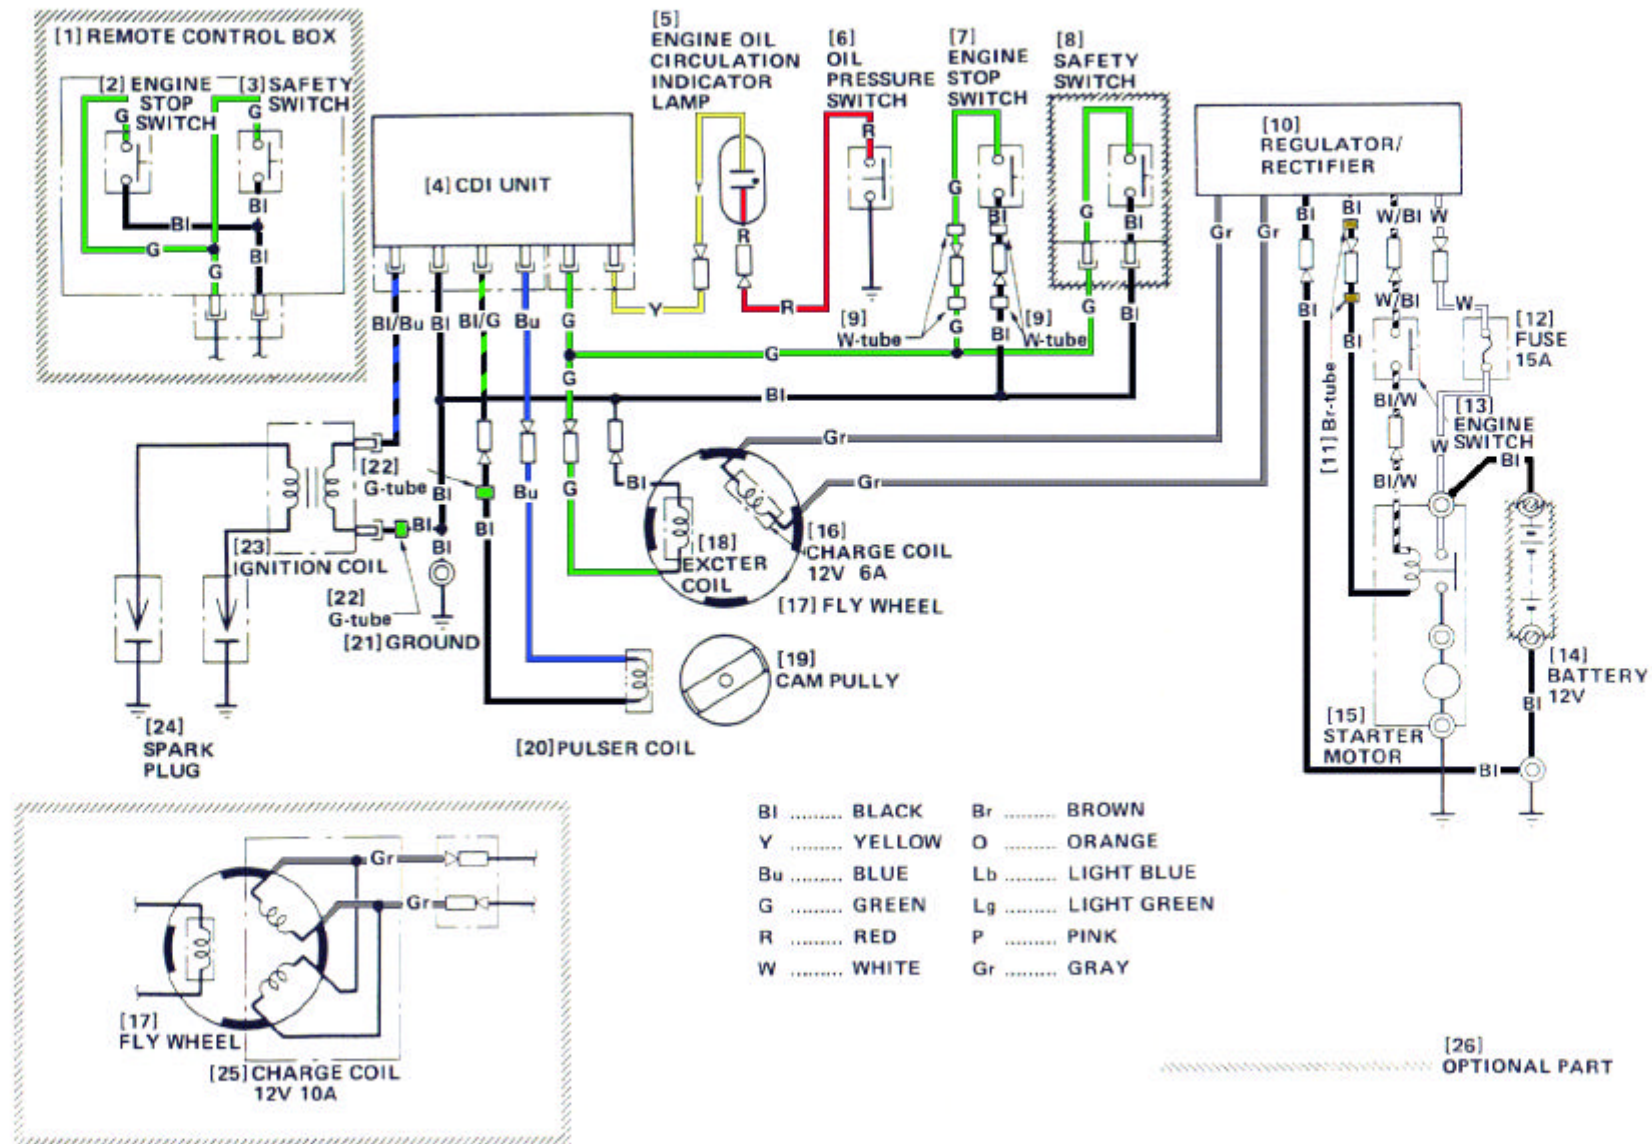 [1] REMOTE CONTROL BOX
[2] ENGINE
STOP
SWITCH
[3] SAFETY
SWITCH
G
G
Bl
Bl
G
G
Bl
[4] CDI UNIT
[5]
ENGINE OIL
CIRCULATION
INDICATOR
LAMP
[6]
OIL
PRESSURE
SWITCH
[7]
ENGINE
STOP
SWITCH
[8]
SAFETY
SWITCH
[10]
REGULATOR/
RECTIFIER
Y
R
R
R
Y
G
Bl
G
Bl
[9]
W-tube
[9]
W-tube
G
Bl
G
Bl
Bl/Bu
Bl
Bl/G
Bu
G
G
G
Bl
Gr
Gr
Bl
Bl
W/Bl
W
Bl
W/Bl
W
Bl
[11] Br-tube
[12]
FUSE
15A
Bl/W
[13]
ENGINE
SWITCH
Bl
W
Bl/W
[22]
G-tube
Bl
Bl
Bu
G
Bl
Gr
Gr
Bl
Bl
[23]
IGNITION COIL
[22]
G-tube
[21] GROUND
[18]
EXCTER
COIL
[16]
CHARGE COIL
12V 6A
[17] FLY WHEEL
[19]
CAM PULLY
[20] PULSER COIL
[24]
SPARK
PLUG
[14]
BATTERY
12V
Bl
[15]
STARTER
MOTOR
Bl
Bl ......... BLACK
Y ......... YELLOW
Bu ......... BLUE
G ......... GREEN
R ......... RED
W ......... WHITE
Br ......... BROWN
O ......... ORANGE
Lb ......... LIGHT BLUE
Lg ......... LIGHT GREEN
P ......... PINK
Gr ......... GRAY
Gr
Gr
[17]
FLY WHEEL
[25] CHARGE COIL
12V 10A
[26]
OPTIONAL PART